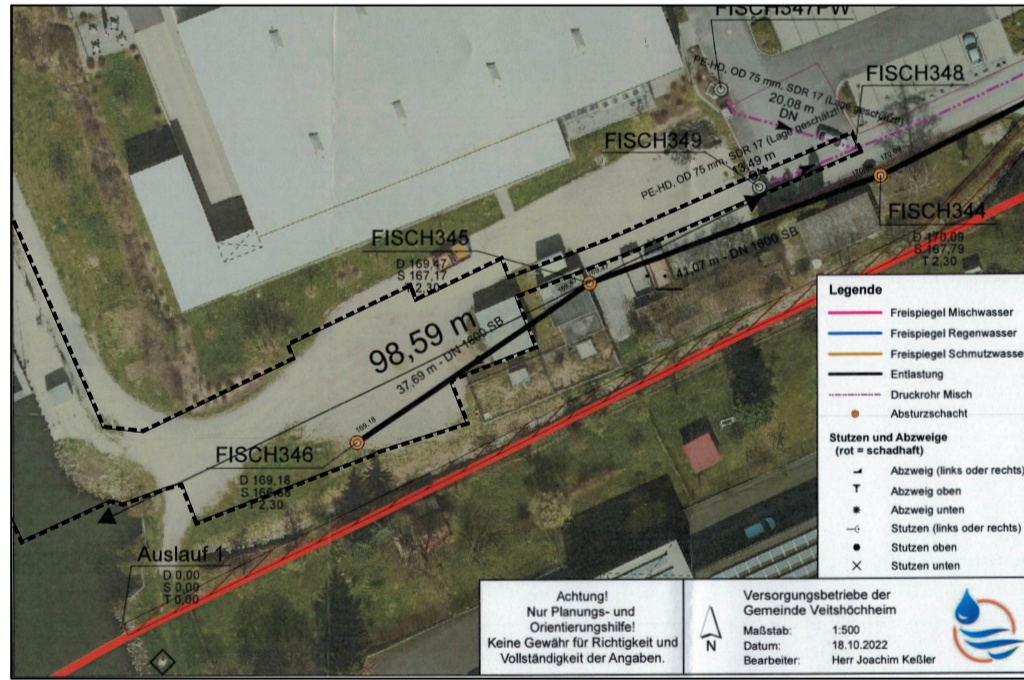 FISCH347PW
FISCH348
PE-HD, OD 75 mm, SDR 17 (Lage geschätzt!)
20,08 m
DN
FISCH349
PE-HD, OD 75 mm, SDR 17 (Lage geschätzt!)
13,49 m
DN
170,09
FISCH344
D 170,09
S 167,79
T 2,30
FISCH345
D 169,47
S 167,17
T 2,30
41,07 m - DN 1600 SB
98,59 m
37,69 m - DN 1600 SB
169,18
FISCH346
D 169,18
S 166,88
T 2,30
Auslauf 1
D 0,00
S 0,00
T 0,00
Legende
Freispiegel Mischwasser
Freispiegel Regenwasser
Freispiegel Schmutzwasser
Entlastung
Druckrohr Misch
Absturzschacht
Stutzen und Abzweige
(rot = schadhaft)
Abzweig (links oder rechts)
Abzweig oben
Abzweig unten
Stutzen (links oder rechts)
Stutzen oben
Stutzen unten
Achtung!
Nur Planungs- und
Orientierungshilfe!
Keine Gewähr für Richtigkeit und
Vollständigkeit der Angaben.
N
Versorgungsbetriebe der
Gemeinde Veitshöchheim
Maßstab: 1:500
Datum: 18.10.2022
Bearbeiter: Herr Joachim Keßler